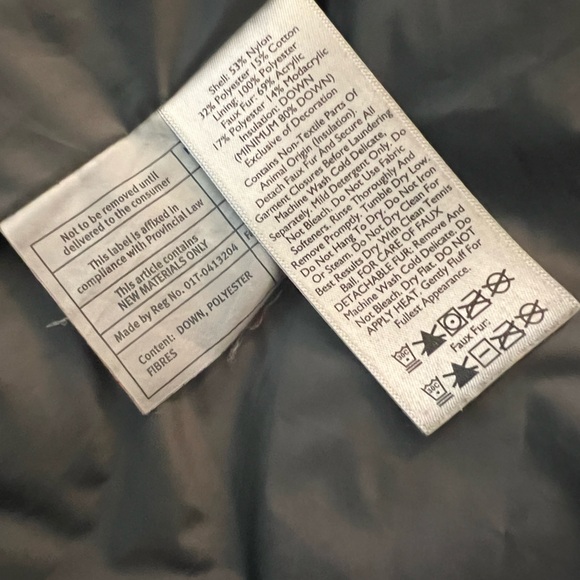 Not to be removed until
delivered to the consumer
This label is affixed in
compliance with Provincial Law
This article contains
NEW MATERIALS ONLY
Made by Reg No. 011-0413204
Content: DOWN, POLYESTER
FIBRES
Shell: 53% Nylon
32% Polyester 15% Cotton
Lining: 100% Polyester
Faux Fur: 69% Acrylic
17% Polyester 14% Modacrylic
Insulation: DOWN
(MINIMUM 80% DOWN)
Exclusive of Decoration
Contains Non-Textile Parts Of
Animal Origin (Insulation).
Detach Faux Fur And Secure All
Garment Closures Before Laundering
Machine Wash Cold Delicate,
Separately, Mild Detergent Only. Do
Not Bleach. Do Not Use Fabric
Softeners. Rinse Thoroughly And
Remove Promptly. Tumble Dry Low.
Do Not Hang To Dry. Do Not Iron
Or Steam. Do Not Dry Clean. For
Best Results Dry With Clean Tennis
Ball. FOR CARE OF FAUX
DETACHABLE FUR: Remove And
Machine Wash Cold Delicate. Do
Not Bleach. Dry Flat. DO NOT
APPLY HEAT. Gently Fluff For
Fullest Appearance.
30C
Faux Fur:
30C